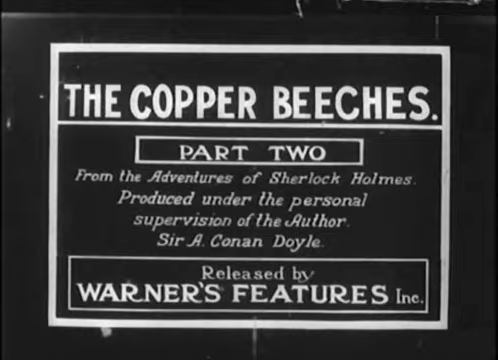 THE COPPER BEECHES.
PART TWO
From the Adventures of Sherlock Holmes.
Produced under the personal
supervision of the Author.
Sir A. Conan Doyle.
Released by
WARNER'S FEATURES Inc.